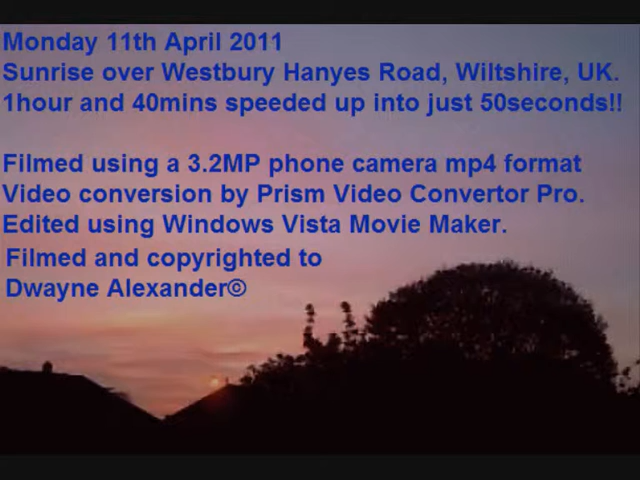 Monday 11th April 2011
Sunrise over Westbury Hanyes Road, Wiltshire, UK.
1hour and 40mins speeded up into just 50seconds!!
Filmed using a 3.2MP phone camera mp4 format
Video conversion by Prism Video Convertor Pro.
Edited using Windows Vista Movie Maker.
Filmed and copyrighted to
Dwayne Alexander©